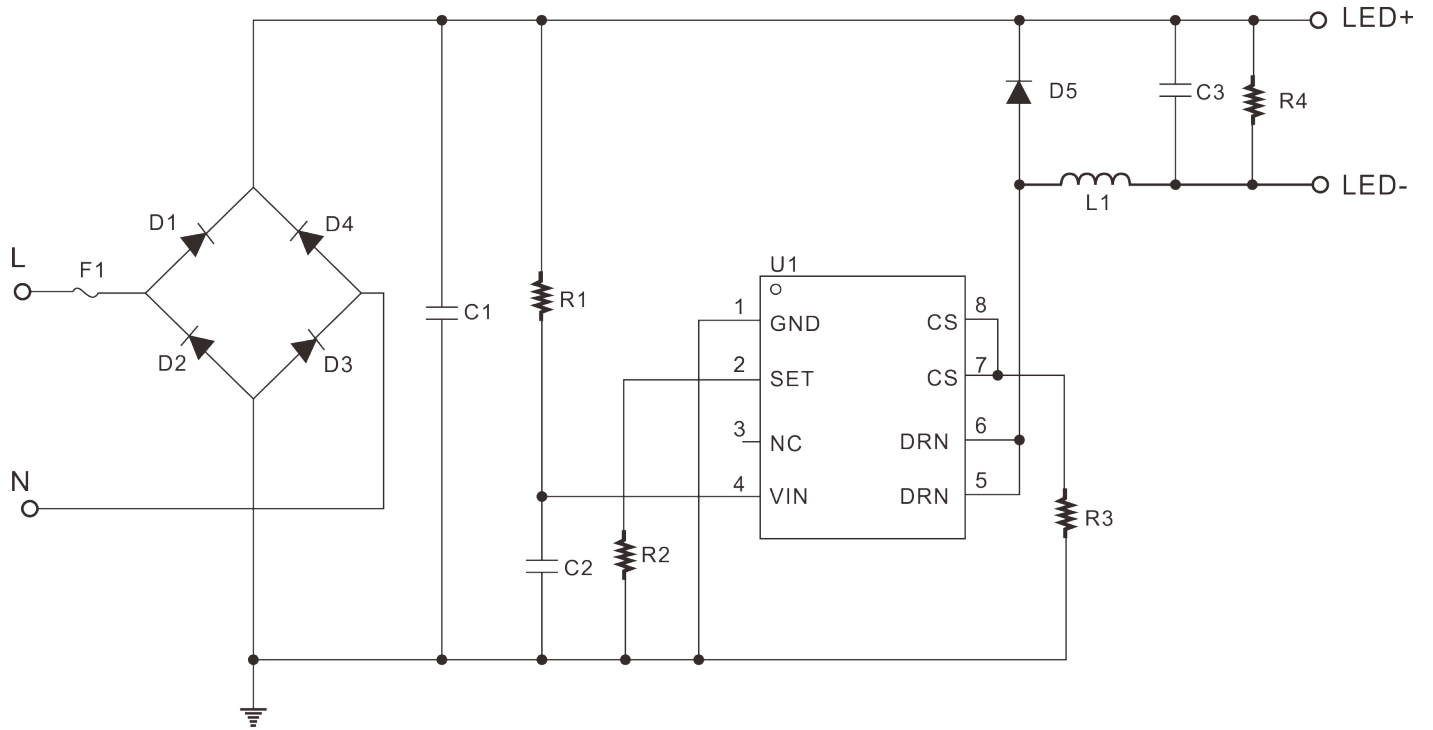 LED+
D5
C3
R4
LED-
L1
D1
D4
L
F1
D2
D3
C1
R1
U1
1
GND
CS
8
2
SET
CS
7
3
NC
DRN
6
4
VIN
DRN
5
N
R3
C2
R2